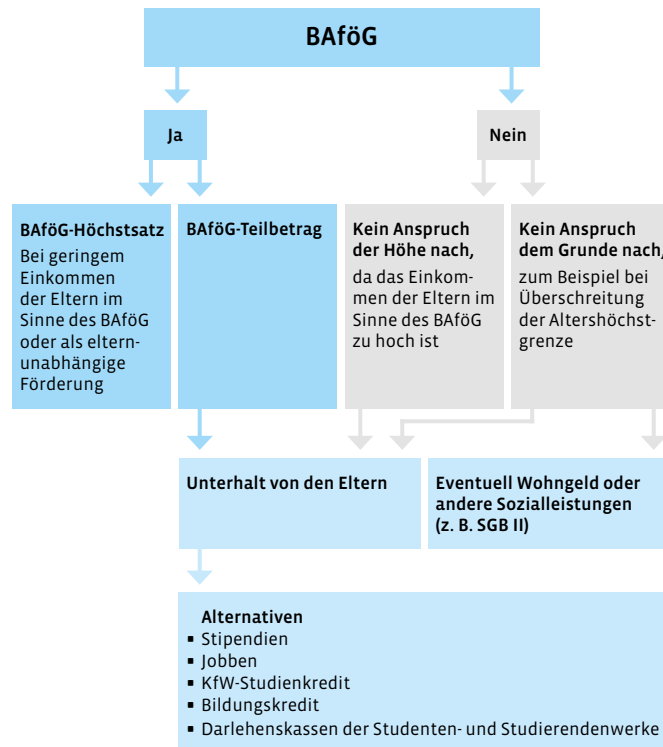 BAföG
Ja
Nein
BAföG-Höchstsatz
Bei geringem
Einkommen
der Eltern im
Sinne des BAföG
oder als eltern-
unabhängige
Förderung
BAföG-Teilbetrag
Kein Anspruch
der Höhe nach,
da das Einkom-
men der Eltern im
Sinne des BAföG
zu hoch ist
Kein Anspruch
dem Grunde nach,
zum Beispiel bei
Überschreitung
der Altershöchst-
grenze
Unterhalt von den Eltern
Eventuell Wohngeld oder
andere Sozialleistungen
(z. B. SGB II)
Alternativen
▪ Stipendien
▪ Jobben
▪ KfW-Studienkredit
▪ Bildungskredit
▪ Darlehenskassen der Studenten- und Studierendenwerke